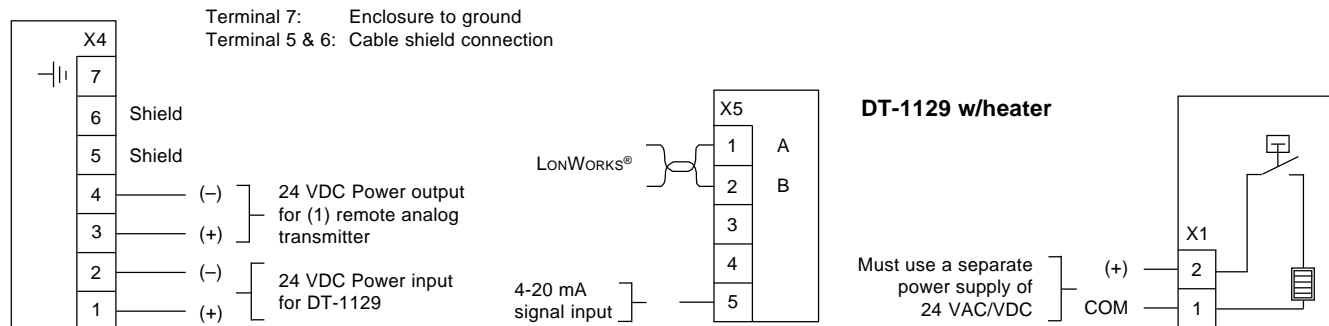 Terminal 7: Enclosure to ground
Terminal 5 & 6: Cable shield connection
X4
7
6 Shield
5 Shield
4 (–)
3 (+)
24 VDC Power output
for (1) remote analog
transmitter
2 (–)
1 (+)
24 VDC Power input
for DT-1129
X5
LONWORKS®
1 A
2 B
3
4
5
4-20 mA
signal input
DT-1129 w/heater
X1
Must use a separate
power supply of
24 VAC/VDC
(+) 2
COM 1